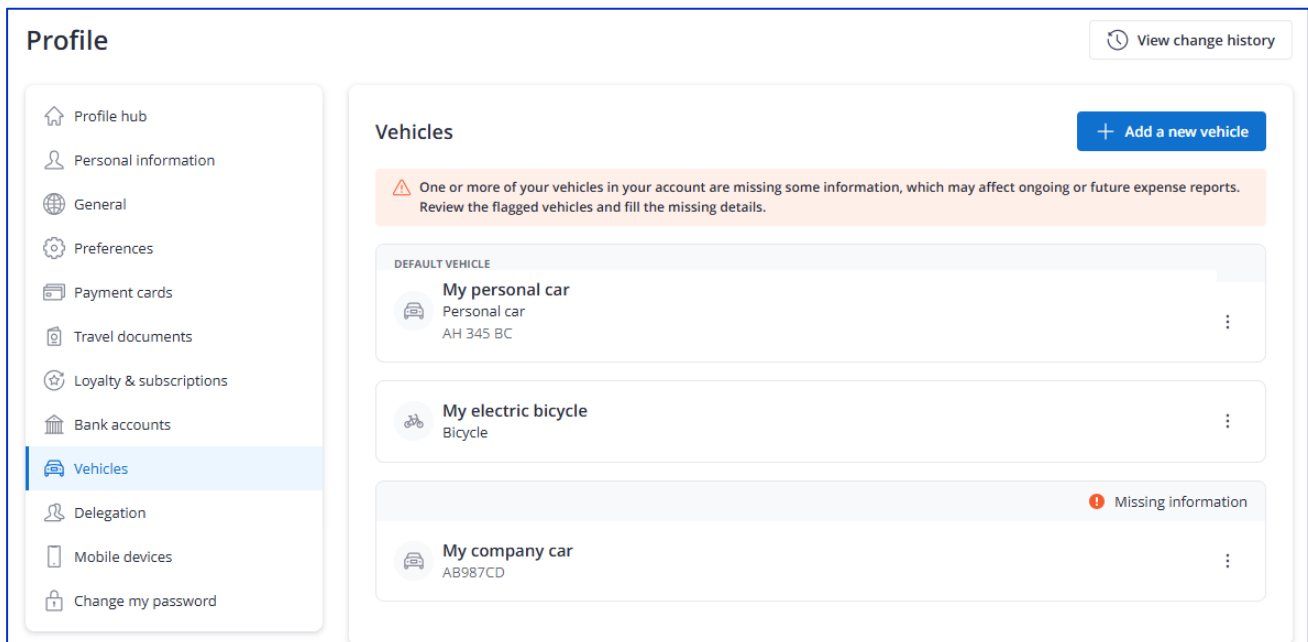 Profile
View change history
Profile hub
Personal information
General
Preferences
Payment cards
Travel documents
Loyalty & subscriptions
Bank accounts
Vehicles
Delegation
Mobile devices
Change my password
Vehicles
Add a new vehicle
One or more of your vehicles in your account are missing some information, which may affect ongoing or future expense reports.
Review the flagged vehicles and fill the missing details.
DEFAULT VEHICLE
My personal car
Personal car
AH 345 BC
My electric bicycle
Bicycle
Missing information
My company car
AB987CD